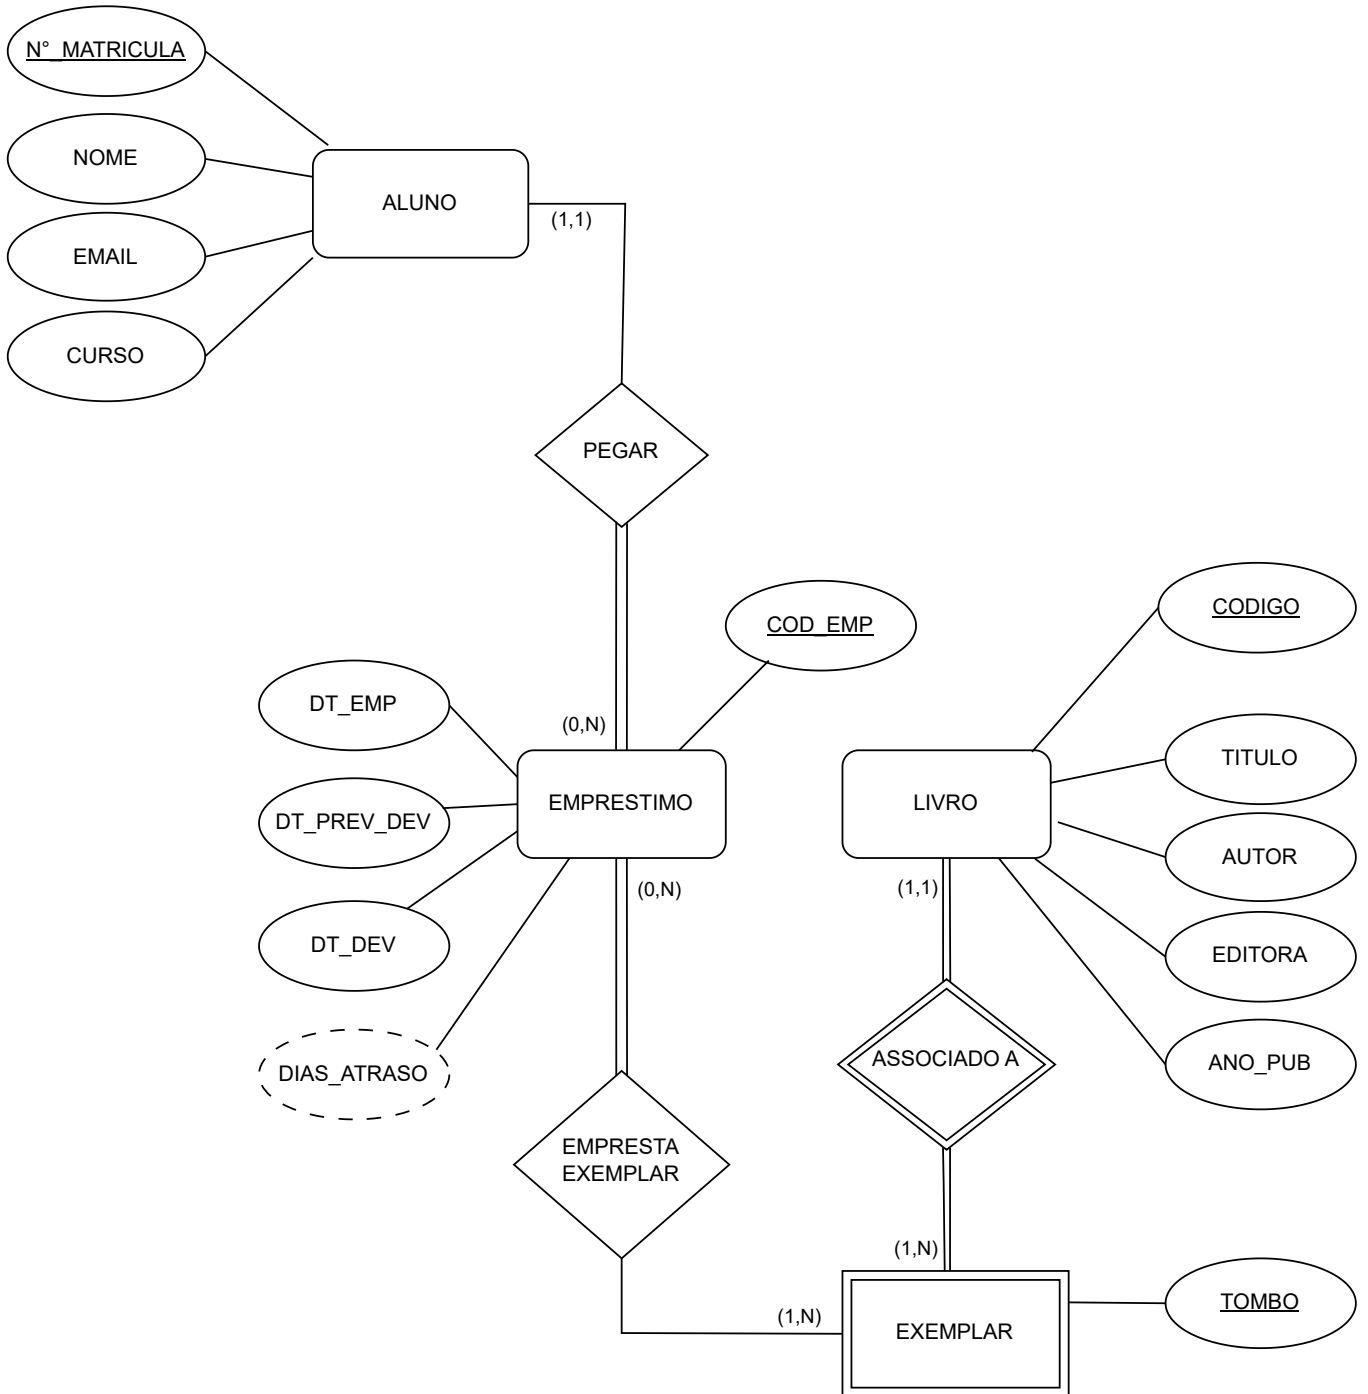 N°_MATRICULA
NOME
EMAIL
CURSO
ALUNO
(1,1)
PEGAR
(0,N)
COD_EMP
DT_EMP
DT_PREV_DEV
DT_DEV
DIAS_ATRASO
EMPRESTIMO
(0,N)
EMPRESTA
EXEMPLAR
(1,N)
LIVRO
CODIGO
TITULO
AUTOR
EDITORA
ANO_PUB
(1,1)
ASSOCIADO A
(1,N)
EXEMPLAR
TOMBO